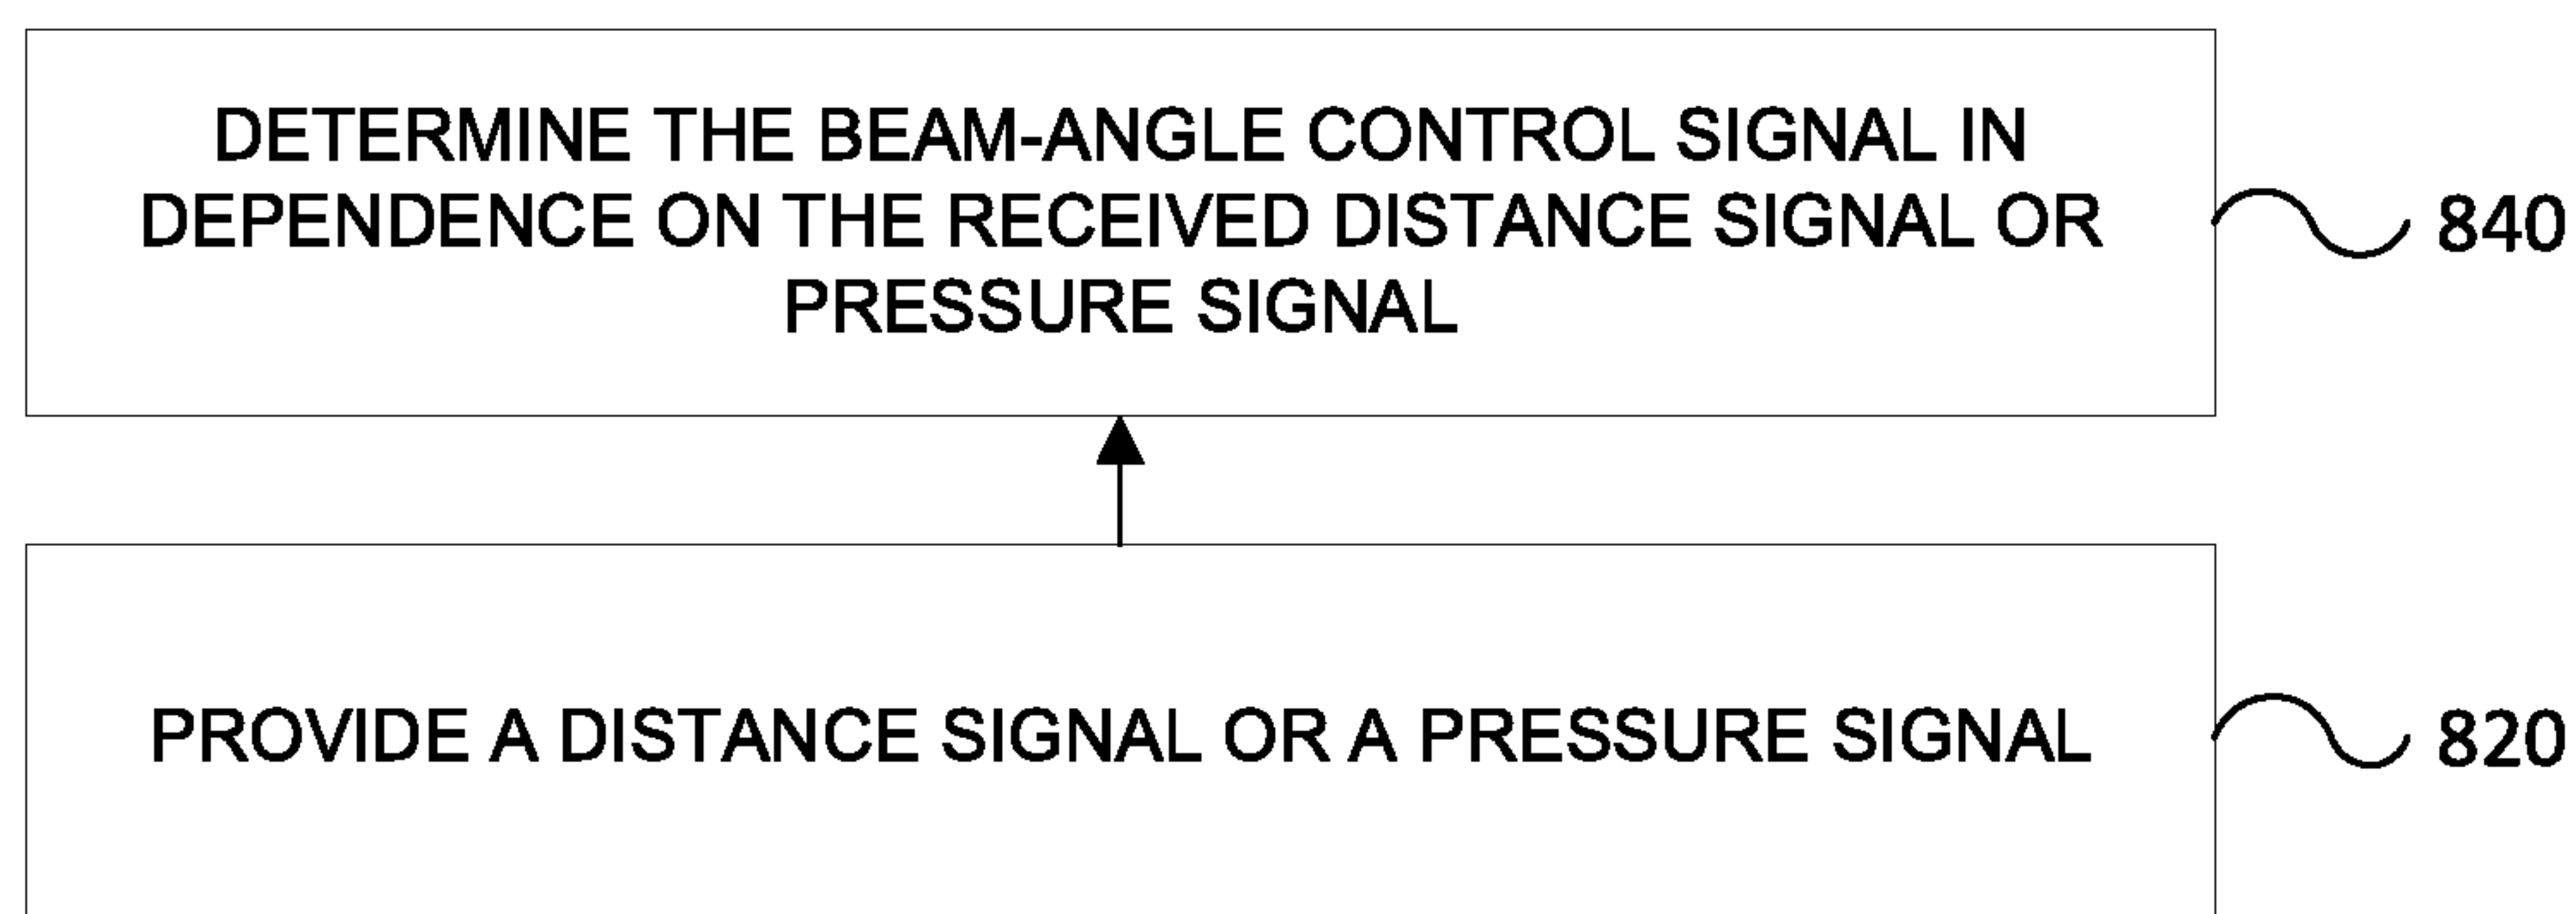 DETERMINE THE BEAM-ANGLE CONTROL SIGNAL IN
DEPENDENCE ON THE RECEIVED DISTANCE SIGNAL OR
PRESSURE SIGNAL
840
PROVIDE A DISTANCE SIGNAL OR A PRESSURE SIGNAL
820